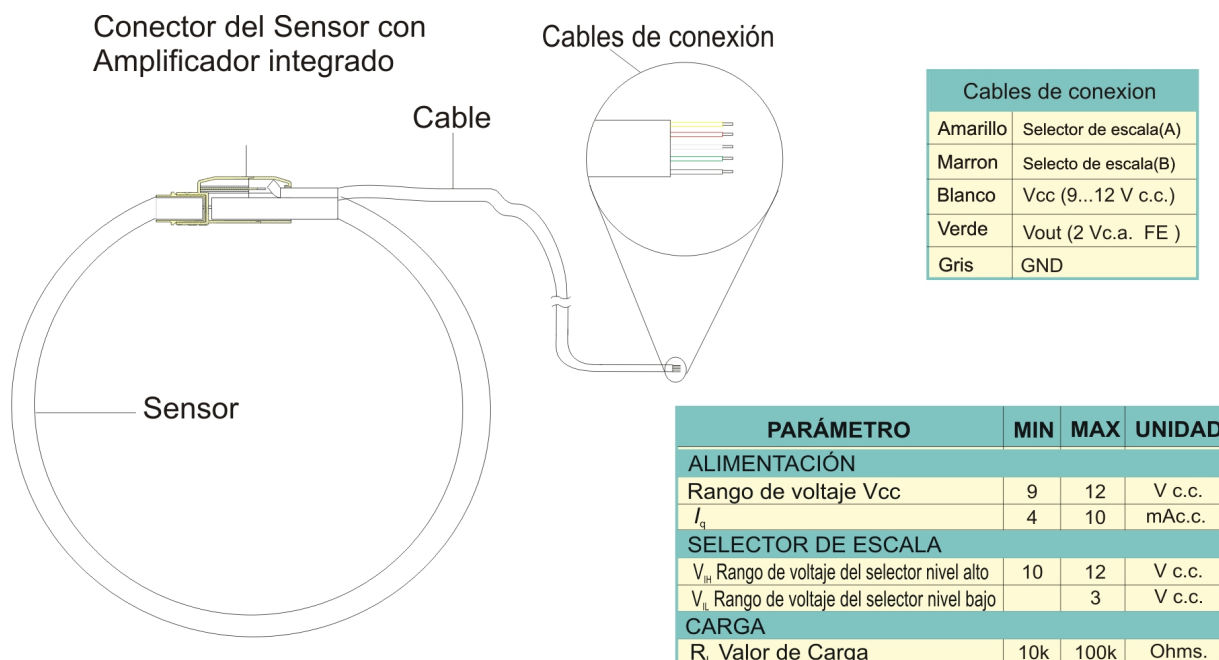 Conector del Sensor con
Amplificador integrado
Cables de conexión
Cable
Sensor
Cables de conexion
Amarillo Selector de escala(A)
Marron Selecto de escala(B)
Blanco Vcc (9...12 V c.c.)
Verde Vout (2 Vc.a. FE )
Gris GND
PARÁMETRO MIN MAX UNIDAD
ALIMENTACIÓN
Rango de voltaje Vcc 9 12 V c.c.
Iq 4 10 mAc.c.
SELECTOR DE ESCALA
VIH Rango de voltaje del selector nivel alto 10 12 V c.c.
VIL Rango de voltaje del selector nivel bajo 3 V c.c.
CARGA
RL Valor de Carga 10k 100k Ohms.